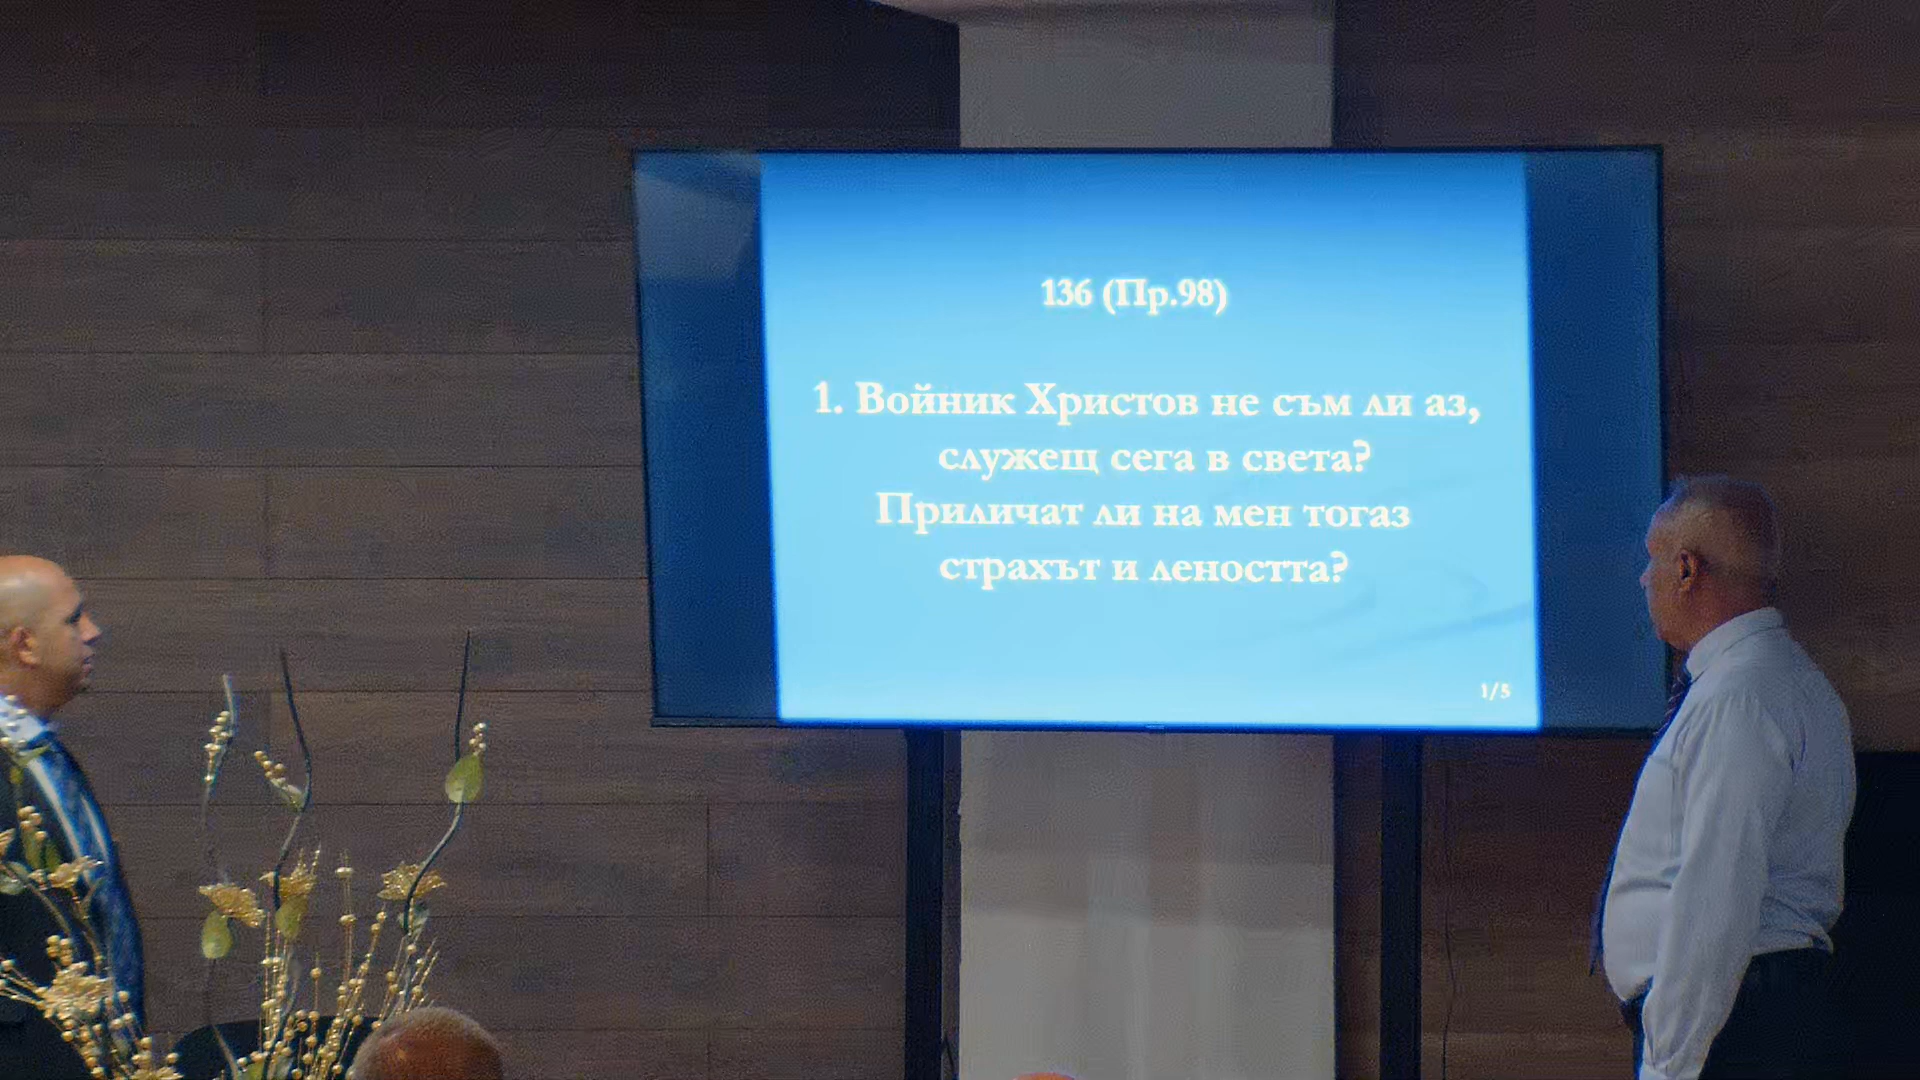 136 (Пр.98)
1. Войник Христов не съм ли аз,
служещ сега в света?
Приличат ли на мен тогаз
страхът и леността?
1/5